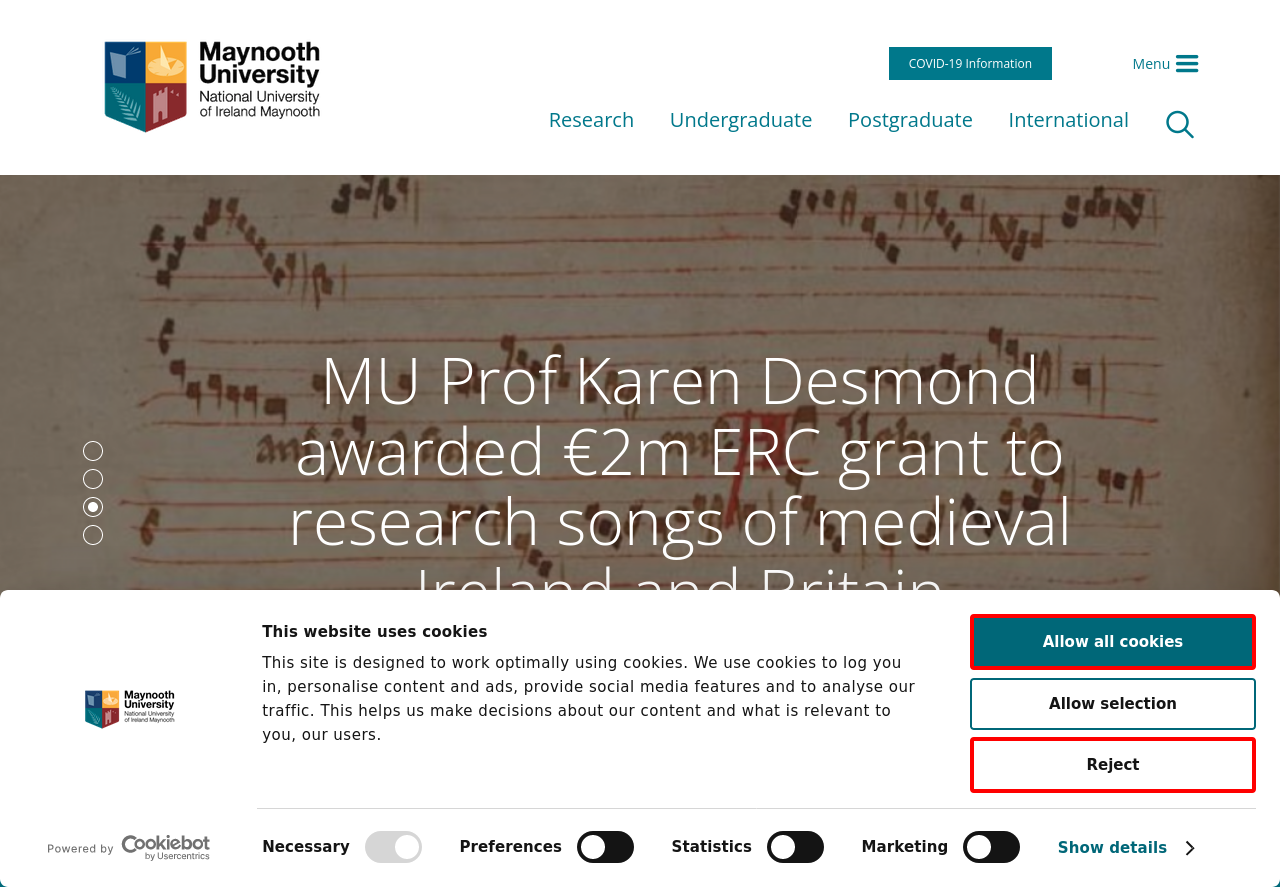 Maynooth
University
National University
of Ireland Maynooth
COVID-19 Information
Menu
Research Undergraduate Postgraduate International
MU Prof Karen Desmond
awarded €2m ERC grant to
research songs of medieval
Ireland and Britain
This website uses cookies
This site is designed to work optimally using cookies. We use cookies to log you
in, personalise content and ads, provide social media features and to analyse our
traffic. This helps us make decisions about our content and what is relevant to
you, our users.
Allow all cookies
Allow selection
Reject
Maynooth
University
National University
of Ireland Maynooth
Powered by Cookiebot
by Usercentrics
Necessary Preferences Statistics Marketing Show details